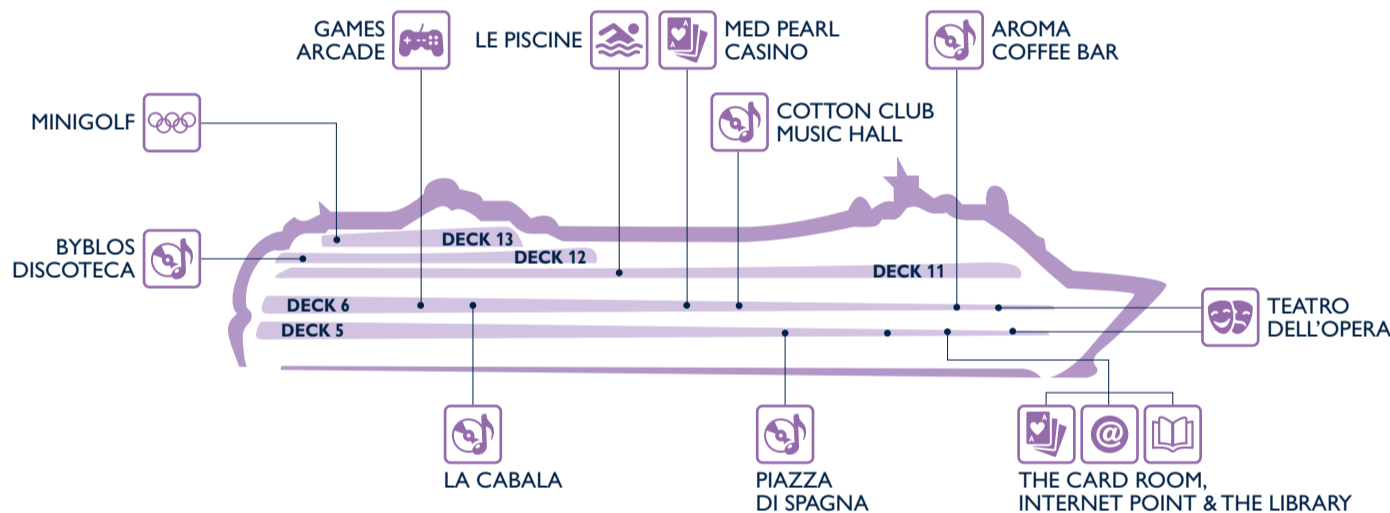 GAMES
ARCADE
LE PISCINE
MED PEARL
CASINO
AROMA
COFFEE BAR
MINIGOLF
COTTON CLUB
MUSIC HALL
BYBLOS
DISCOTECA
DECK 13
DECK 12
DECK 11
DECK 6
DECK 5
TEATRO
DELL'OPERA
A
A
@
LA CABALA
PIAZZA
DI SPAGNA
THE CARD ROOM,
INTERNET POINT & THE LIBRARY